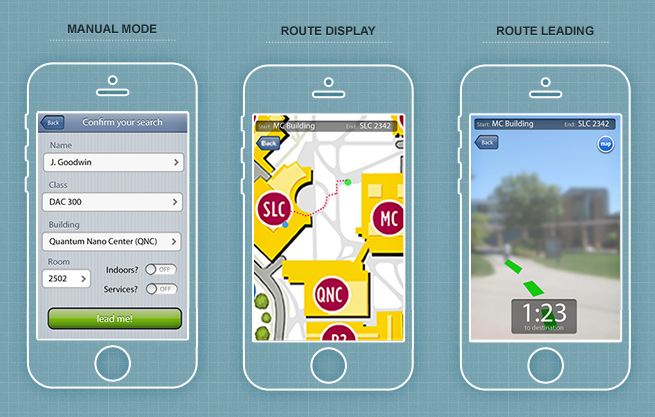 MANUAL MODE
Back
Confirm your search
Name
J. Goodwin
Class
DAC 300
Building
Quantum Nano Center (QNC)
Room
2502
Indoors?
OFF
Services?
OFF
lead me!
ROUTE DISPLAY
Start: MC Building
End: SLC 2342
Back
SLC
MC
QNC
ROUTE LEADING
Start: MC Building
End: SLC 2342
Back
map
1:23
to destination